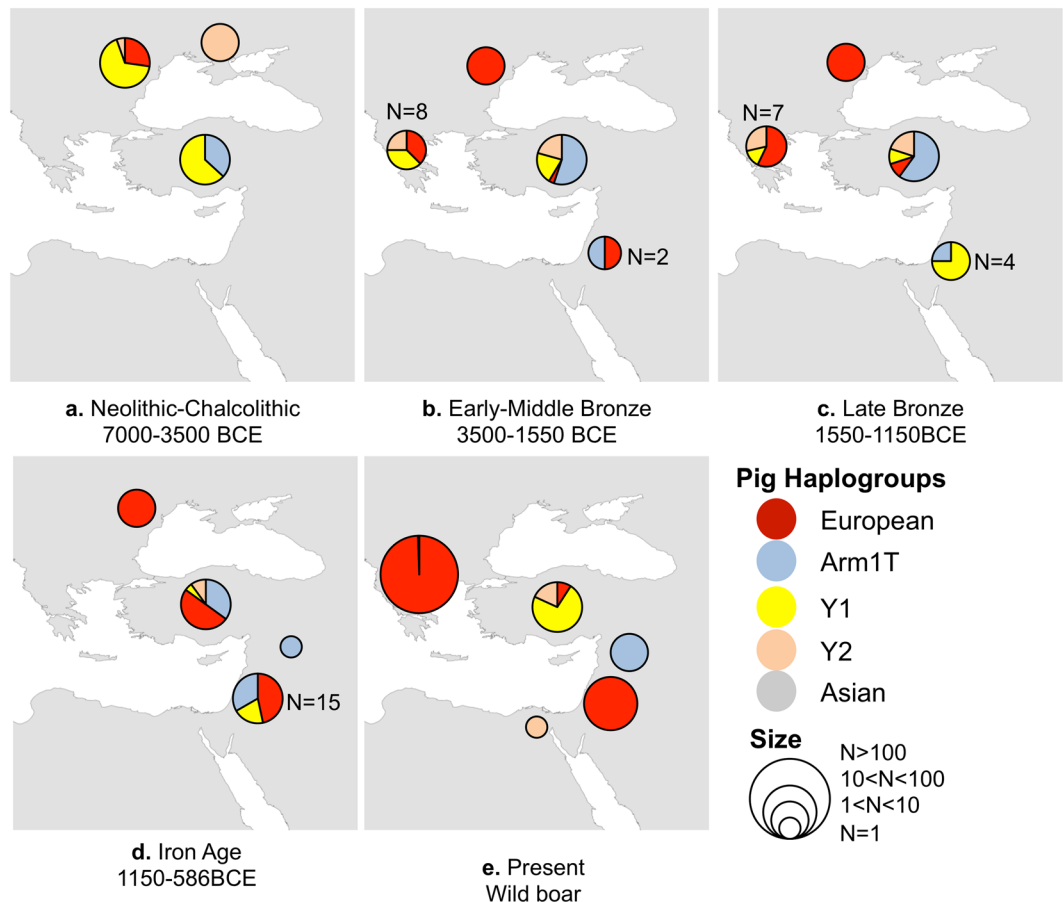 N=8
N=2
N=7
N=4
a. Neolithic-Chalcolithic
7000-3500 BCE
b. Early-Middle Bronze
3500-1550 BCE
c. Late Bronze
1550-1150BCE
N=15
d. Iron Age
1150-586BCE
e. Present
Wild boar
Pig Haplogroups
European
Arm1T
Y1
Y2
Asian
Size
N>100
10<N<100
1<N<10
N=1